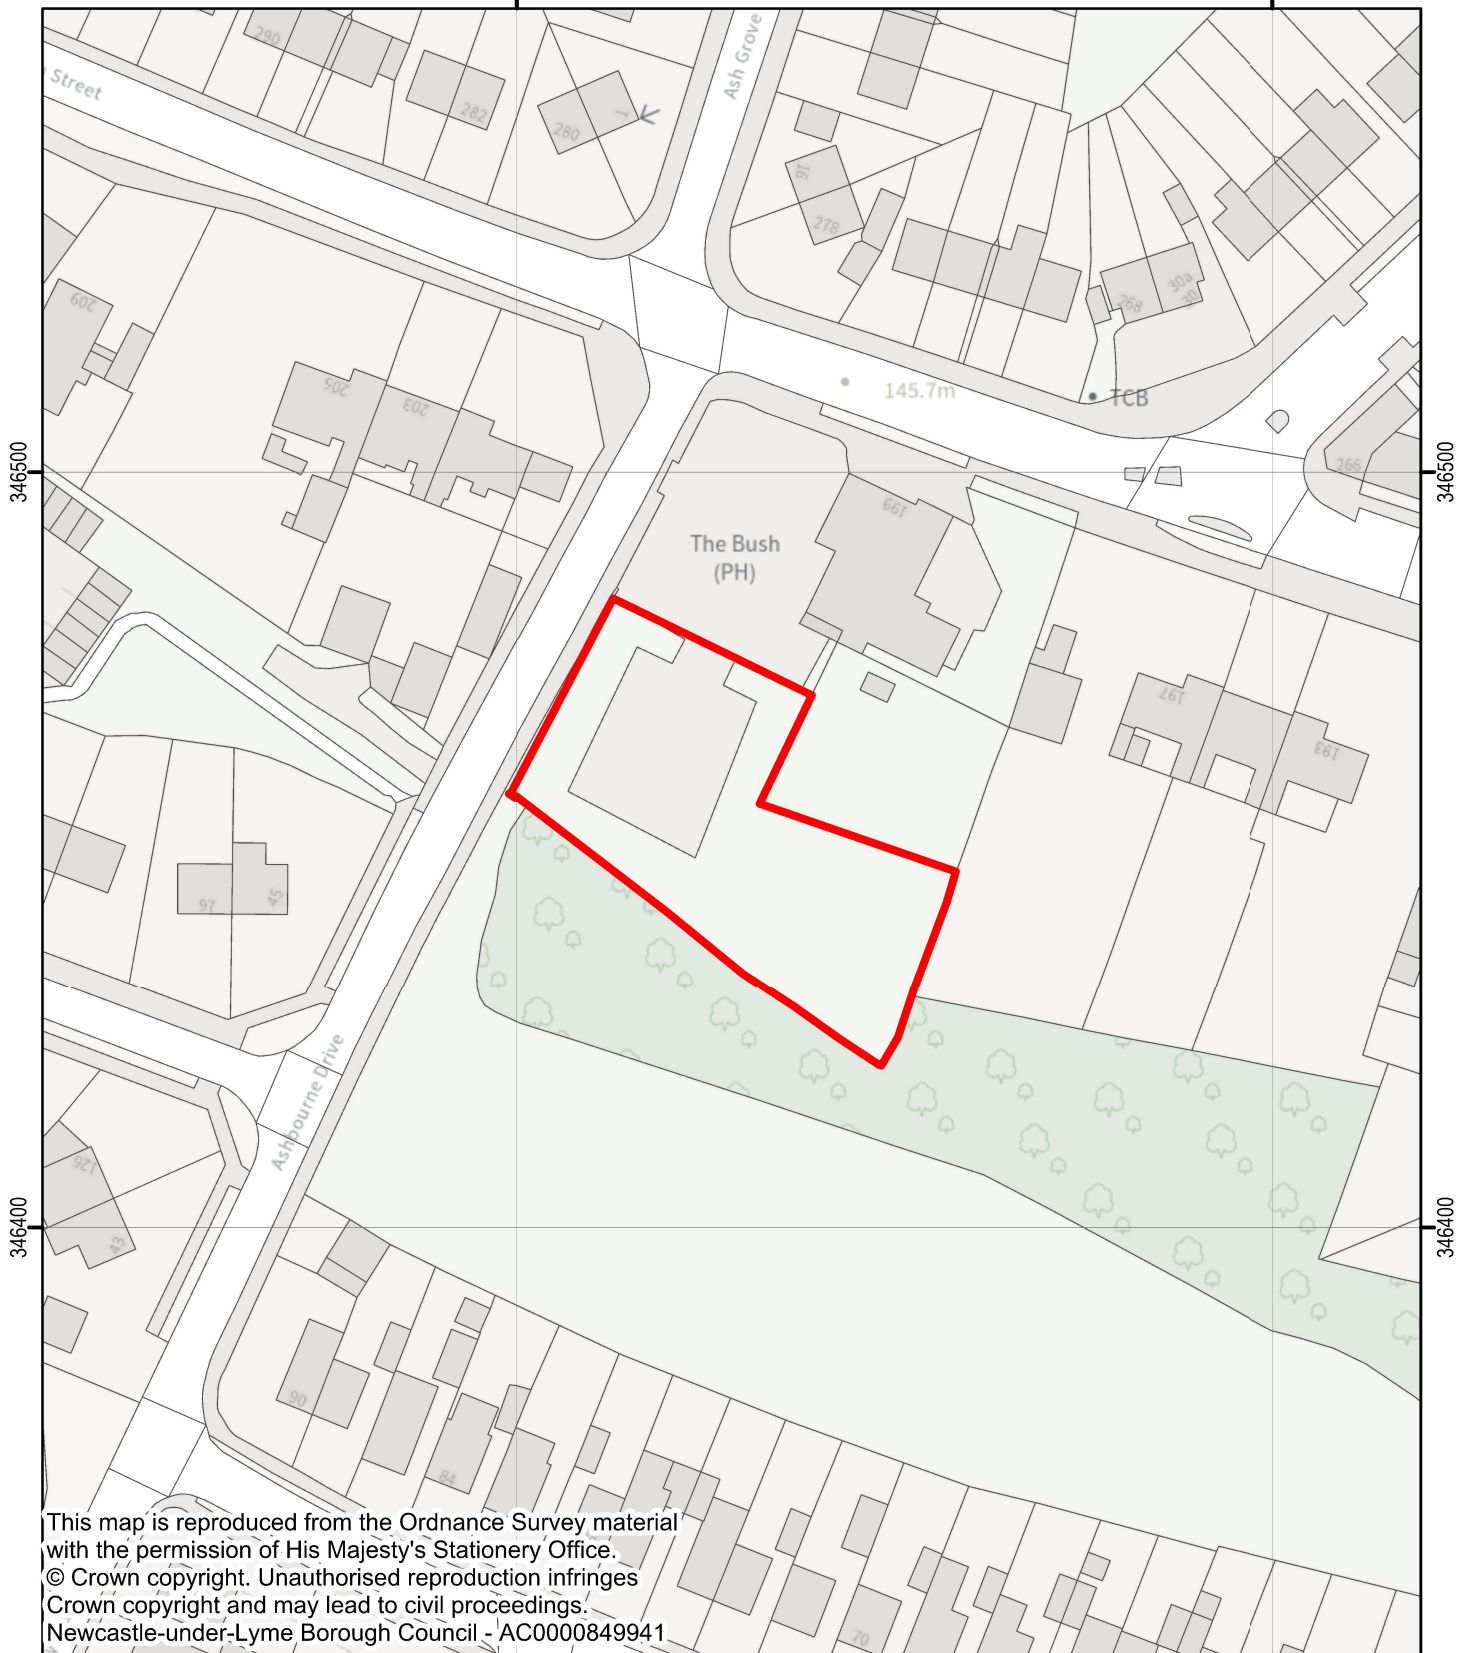 290
Street
282
280
1
Ash Grove
16
278
268
30a
30
209
205
203
145.7m
TCB
266
346500
346500
199
The Bush
(PH)
197
193
97
45
Ashbourne Drive
126
43
346400
346400
90
84
70
This map is reproduced from the Ordnance Survey material
with the permission of His Majesty's Stationery Office.
© Crown copyright. Unauthorised reproduction infringes
Crown copyright and may lead to civil proceedings.
Newcastle-under-Lyme Borough Council - AC0000849941